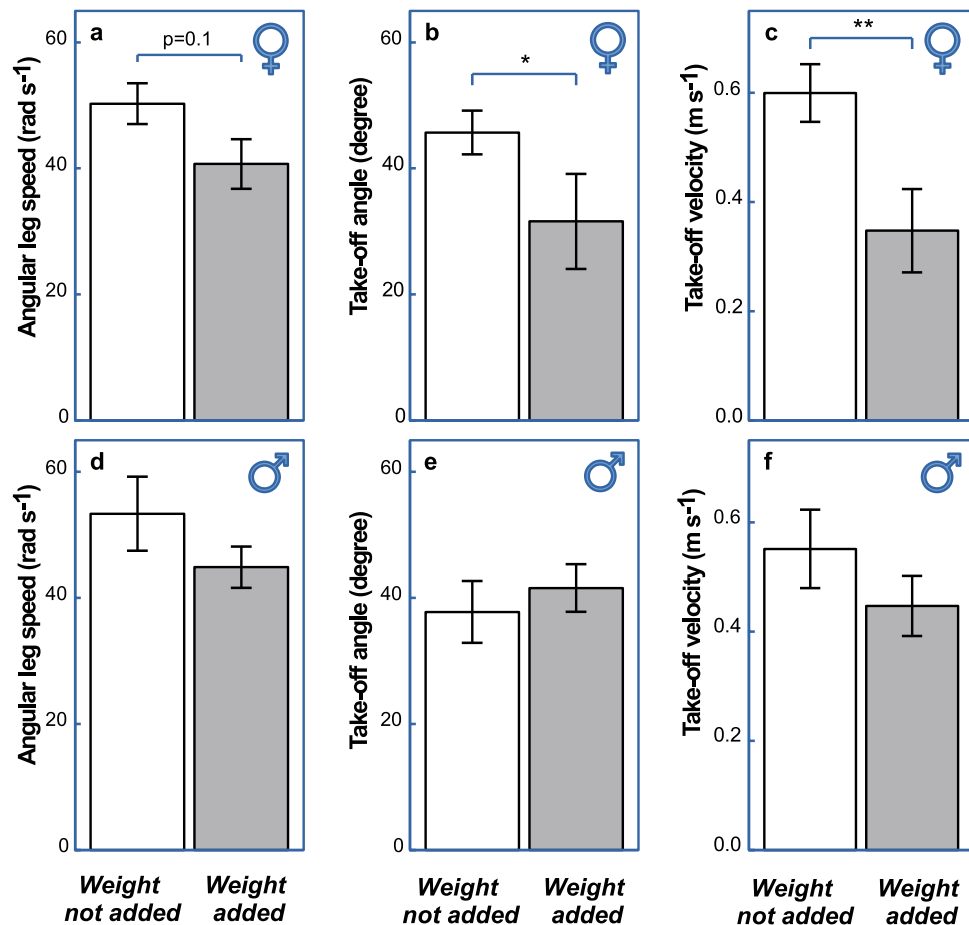 a
p=0.1
60
40
20
0
Angular leg speed (rad s-1)
b
*
60
40
20
0
Take-off angle (degree)
c
**
0.6
0.4
0.2
0.0
Take-off velocity (m s-1)
d
60
40
20
0
Angular leg speed (rad s-1)
e
60
40
20
0
Take-off angle (degree)
f
0.6
0.4
0.2
0.0
Take-off velocity (m s-1)
Weight
not added
Weight
added
Weight
not added
Weight
added
Weight
not added
Weight
added